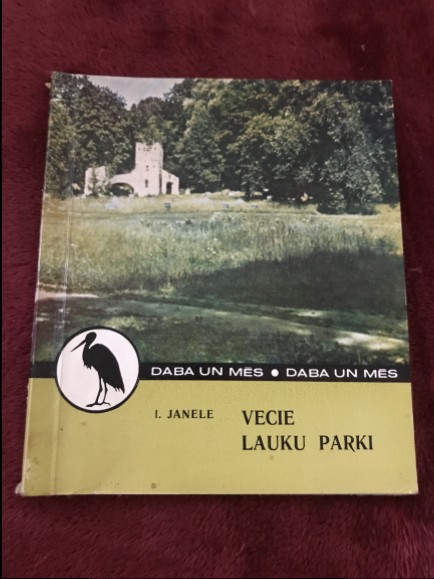 DABA UN MĒS ● DABA UN MĒS
I. JANELE
VECIE
LAUKU PARKI